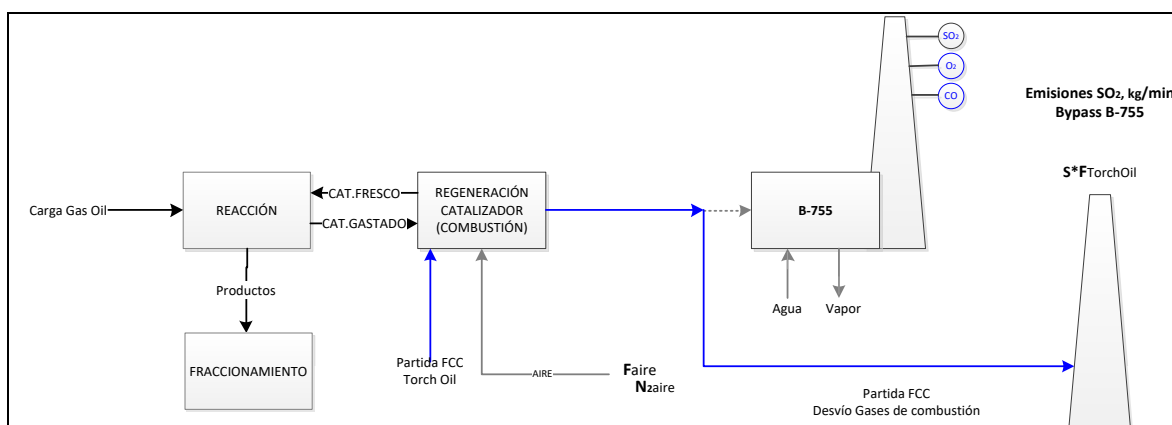 SO₂
O₂
CO
Emisiones SO₂, kg/min
Bypass B-755
S*FTorchOil
Carga Gas Oil
REACCIÓN
CAT.FRESCO
CAT.GASTADO
REGENERACIÓN
CATALIZADOR
(COMBUSTIÓN)
B-755
Productos
Agua
Vapor
FRACCIONAMIENTO
Partida FCC
Torch Oil
AIRE
Faire
N₂aire
Partida FCC
Desvío Gases de combustión